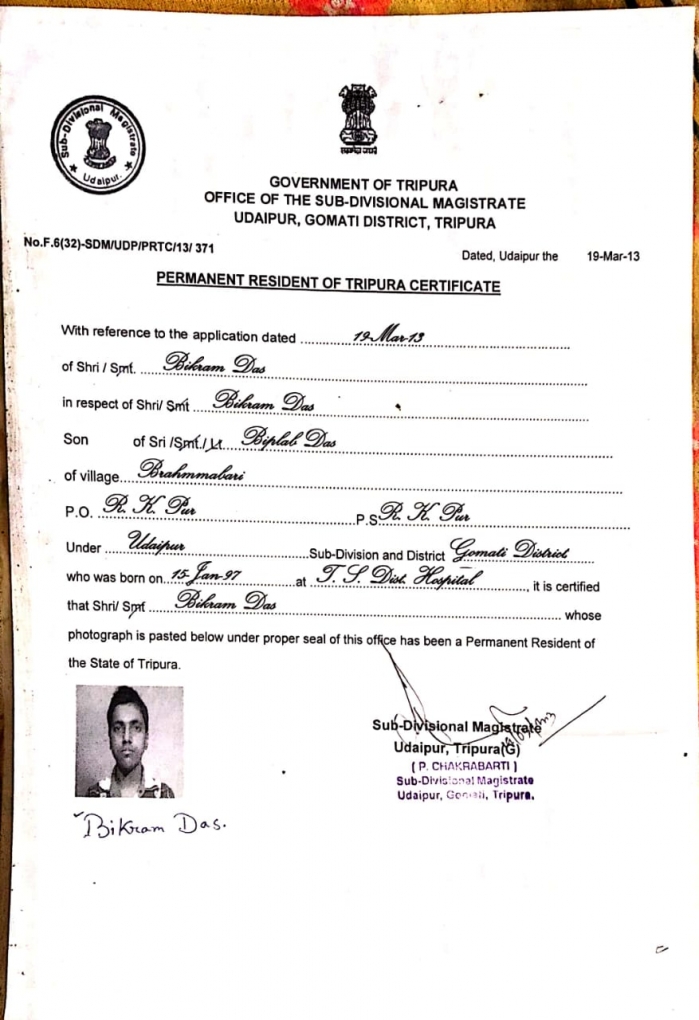 Sub-Divisional Magistrate
Udaipur.
GOVERNMENT OF TRIPURA
OFFICE OF THE SUB-DIVISIONAL MAGISTRATE
UDAIPUR, GOMATI DISTRICT, TRIPURA
No.F.6(32)-SDM/UDP/PRTC/13/ 371
Dated, Udaipur the 19-Mar-13
PERMANENT RESIDENT OF TRIPURA CERTIFICATE
With reference to the application dated 19-Mar-13
of Shri / Smt. Bikram Das
in respect of Shri/ Smt Bikram Das
Son of Sri /Smt./ Biplab Das
of village Brahmmabari
P.O. R. K. Pur P.S R. K. Pur
Under Udaipur Sub-Division and District Gomati District
who was born on 15-Jan-97 at T. S. Dist. Hospital, it is certified
that Shri/ Smt Bikram Das whose
photograph is pasted below under proper seal of this office has been a Permanent Resident of
the State of Tripura.
Sub-Divisional Magistrate
Udaipur, Tripura(G)
( P. CHAKRABARTI )
Sub-Divisional Magistrate
Udaipur, Gomati, Tripura.
Bikram Das.